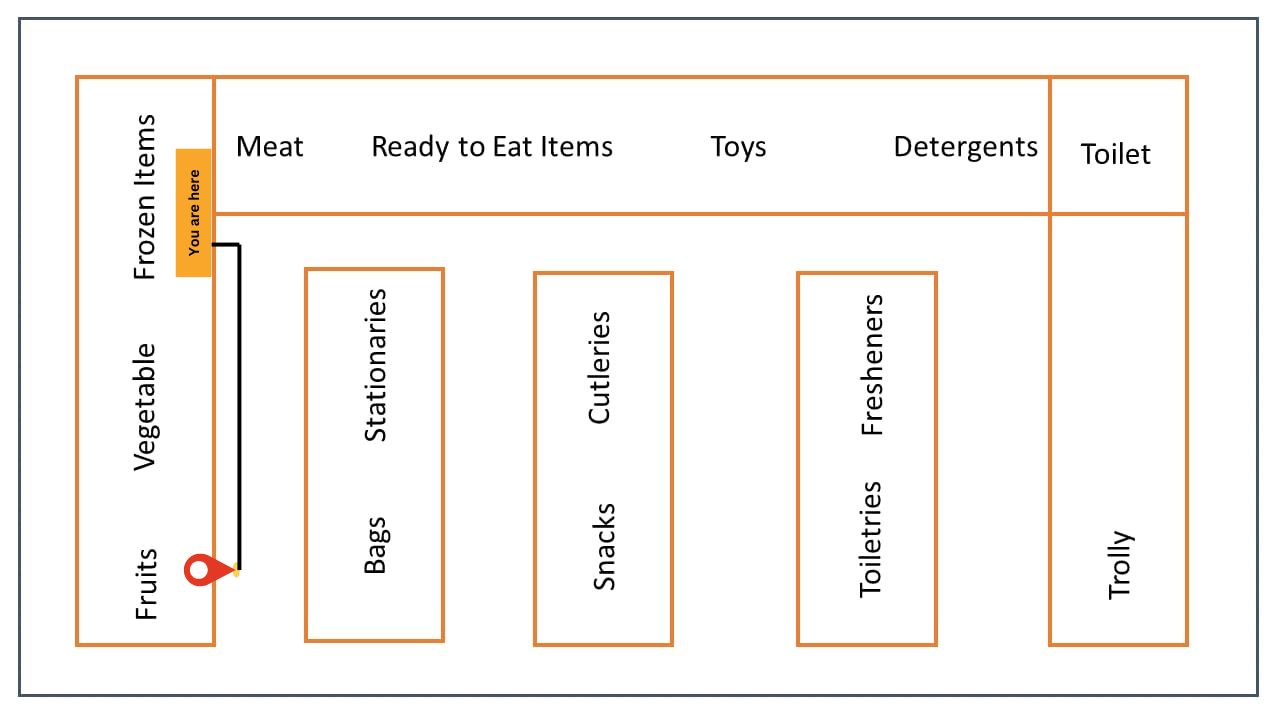 Frozen Items
Vegetable
Fruits
You are here
Meat
Ready to Eat Items
Toys
Detergents
Toilet
Stationaries
Bags
Cutleries
Snacks
Fresheners
Toiletries
Trolly